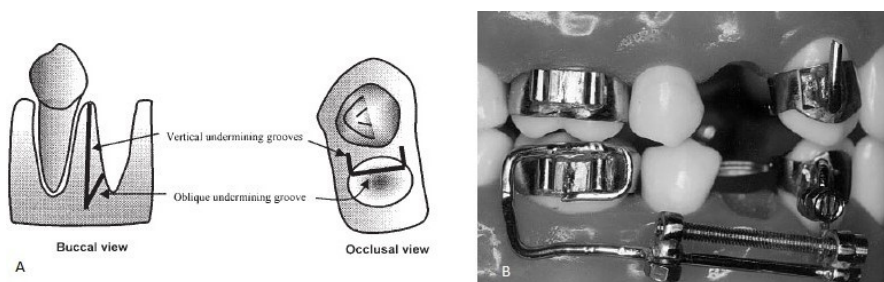 Vertical undermining grooves
Oblique undermining groove
Buccal view
Occlusal view
A
B